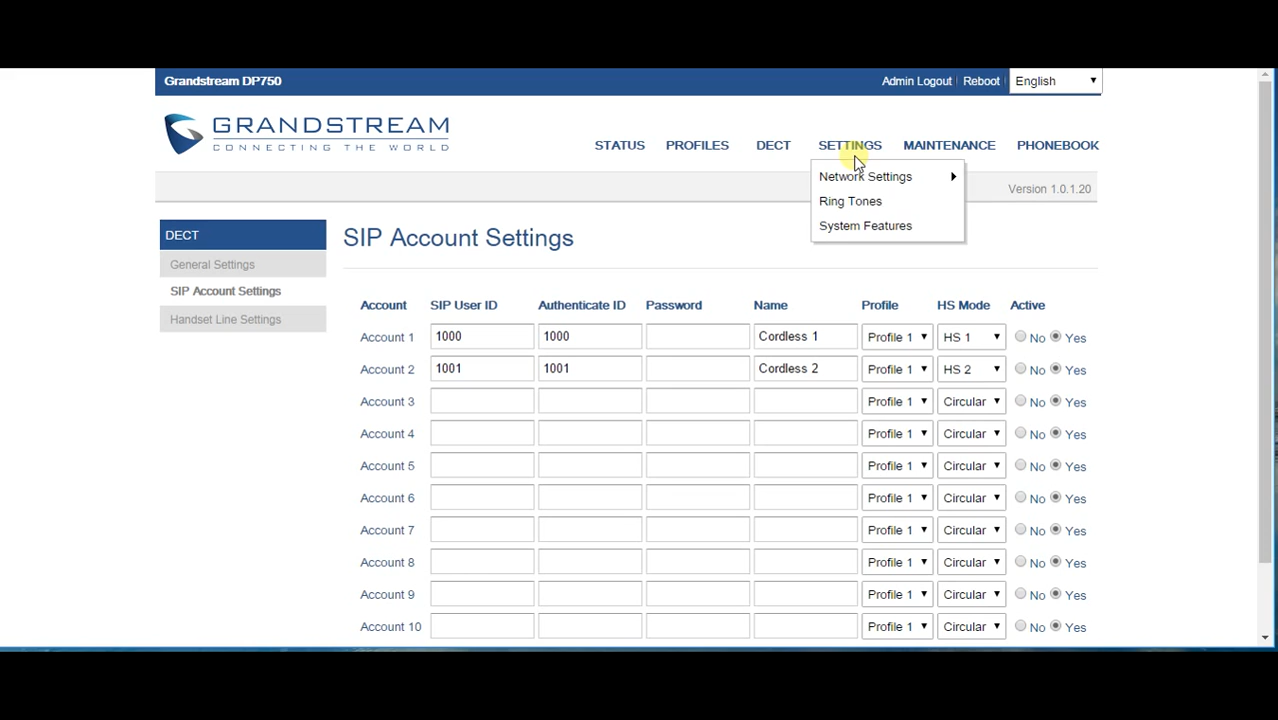 Grandstream DP750
Admin Logout Reboot English
GRANDSTREAM
CONNECTING THE WORLD
STATUS PROFILES DECT SETTINGS MAINTENANCE PHONEBOOK
Network Settings
Ring Tones
System Features
Version 1.0.1.20
DECT
General Settings
SIP Account Settings
Handset Line Settings
SIP Account Settings
Account SIP User ID Authenticate ID Password Name Profile HS Mode Active
Account 1 1000 1000 Cordless 1 Profile 1 HS 1 No Yes
Account 2 1001 1001 Cordless 2 Profile 1 HS 2 No Yes
Account 3 Profile 1 Circular No Yes
Account 4 Profile 1 Circular No Yes
Account 5 Profile 1 Circular No Yes
Account 6 Profile 1 Circular No Yes
Account 7 Profile 1 Circular No Yes
Account 8 Profile 1 Circular No Yes
Account 9 Profile 1 Circular No Yes
Account 10 Profile 1 Circular No Yes